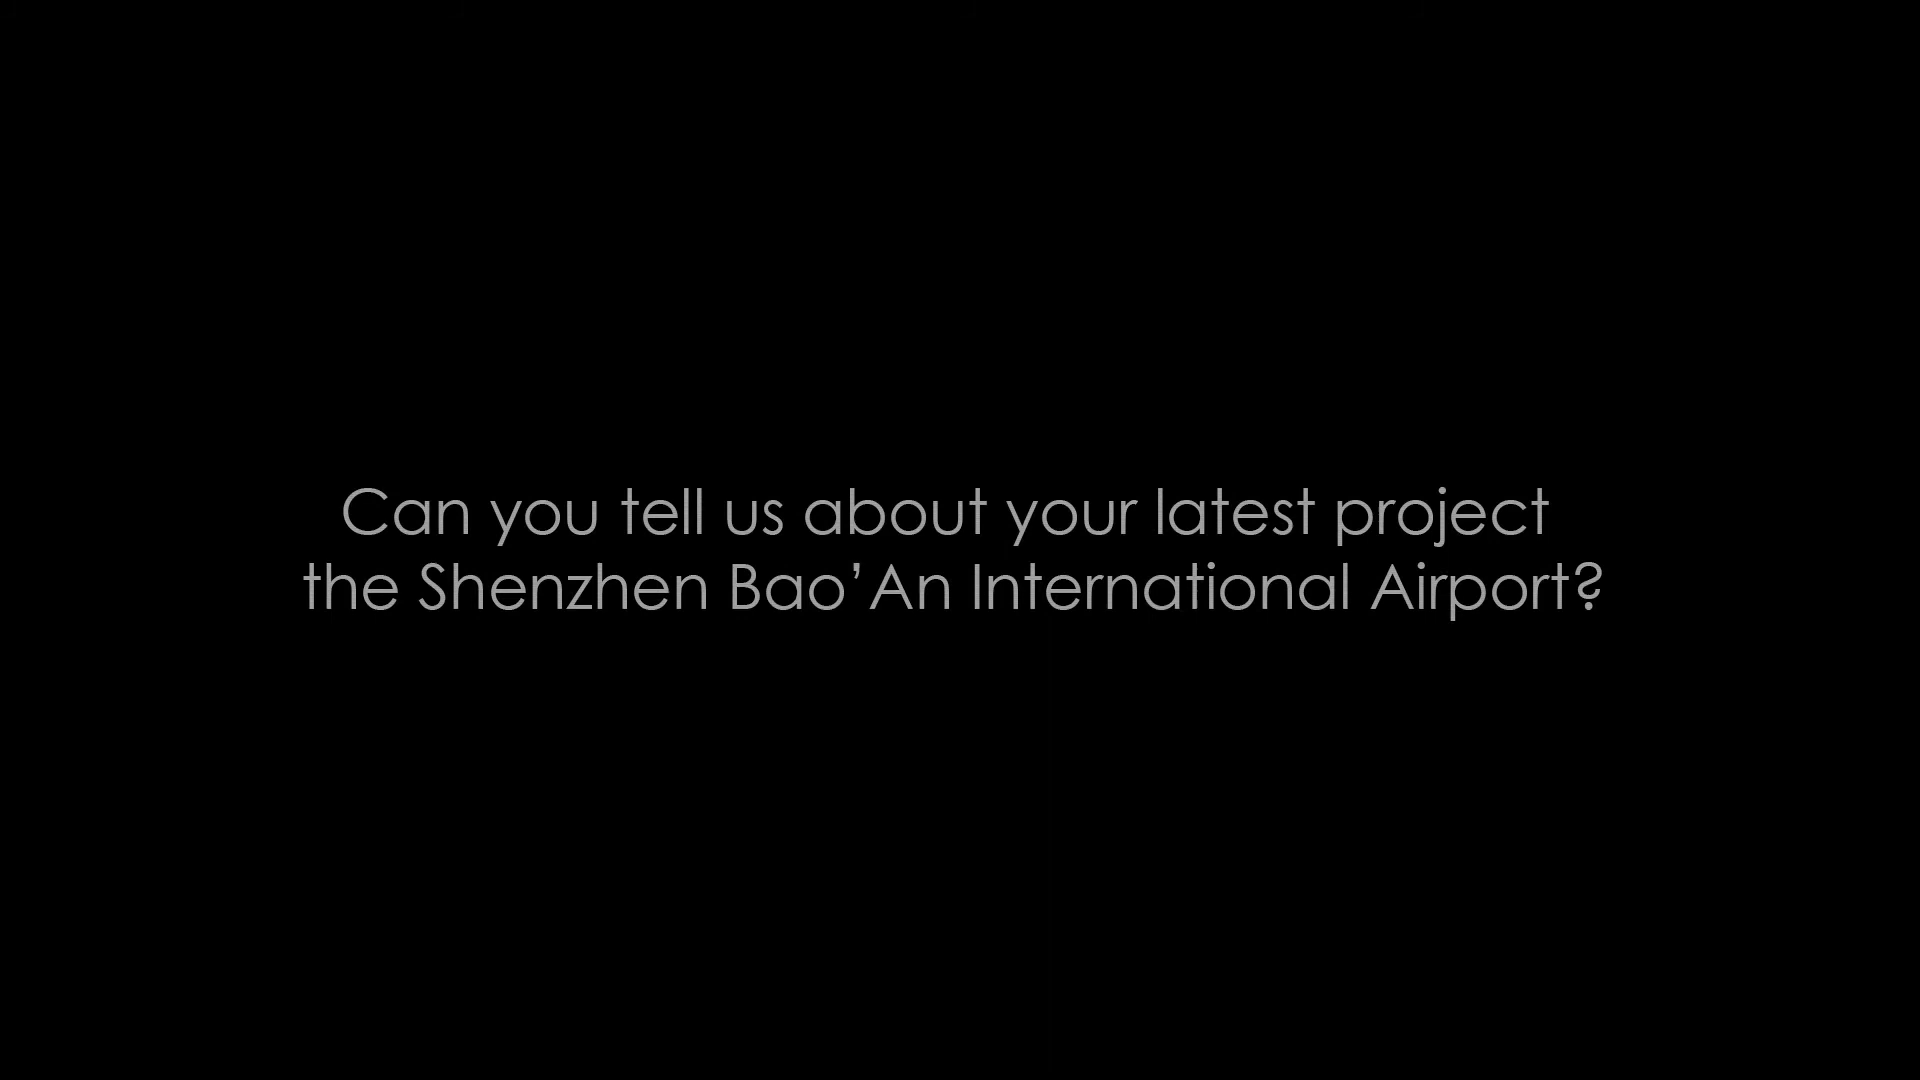 Can you tell us about your latest project
the Shenzhen Bao’An International Airport?